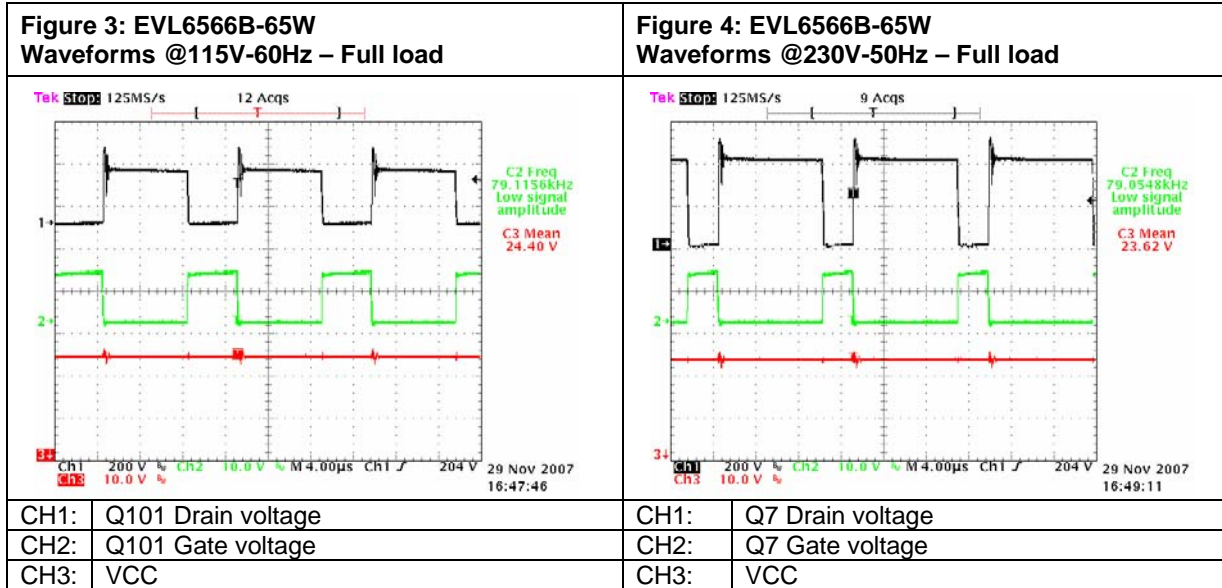 Figure 3: EVL6566B-65W
Waveforms @115V-60Hz – Full load
Tek Stop: 125MS/s 12 Acqs
[ T ]
T
C2 Freq
79.1156kHz
Low signal
amplitude
C3 Mean
24.40 V
1
2
T
3
Ch1 200 V Ch2 10.0 V M 4.00µs Ch1 204 V
Ch3 10.0 V
29 Nov 2007
16:47:46
CH1: Q101 Drain voltage
CH2: Q101 Gate voltage
CH3: VCC
Figure 4: EVL6566B-65W
Waveforms @230V-50Hz – Full load
Tek Stop: 125MS/s 9 Acqs
[ T ]
T
C2 Freq
79.0548kHz
Low signal
amplitude
C3 Mean
23.62 V
1
2
3
Ch1 200 V Ch2 10.0 V M 4.00µs Ch1 204 V
Ch3 10.0 V
29 Nov 2007
16:49:11
CH1: Q7 Drain voltage
CH2: Q7 Gate voltage
CH3: VCC